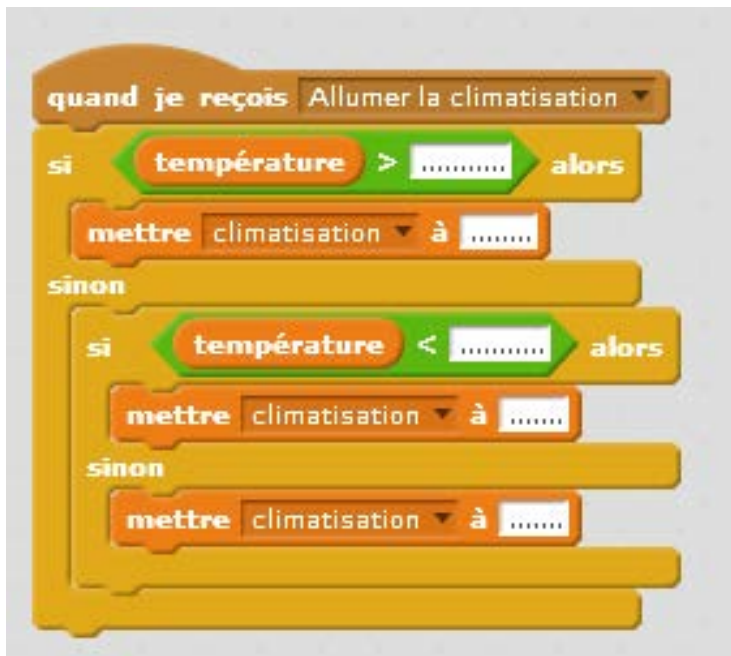 quand je reçois Allumer la climatisation
si température > ........... alors
mettre climatisation à ........
sinon
si température < ........... alors
mettre climatisation à .......
sinon
mettre climatisation à .......